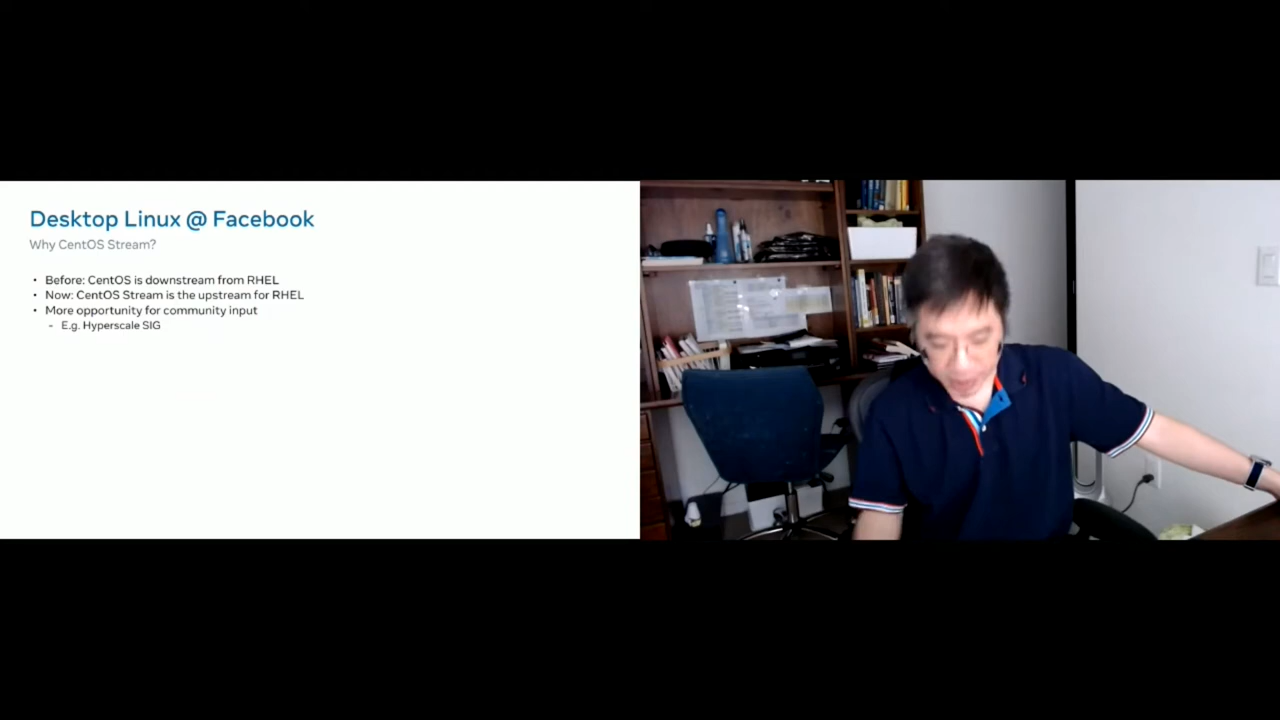 Desktop Linux @ Facebook
Why CentOS Stream?
• Before: CentOS is downstream from RHEL
• Now: CentOS Stream is the upstream for RHEL
• More opportunity for community input
- E.g. Hyperscale SIG